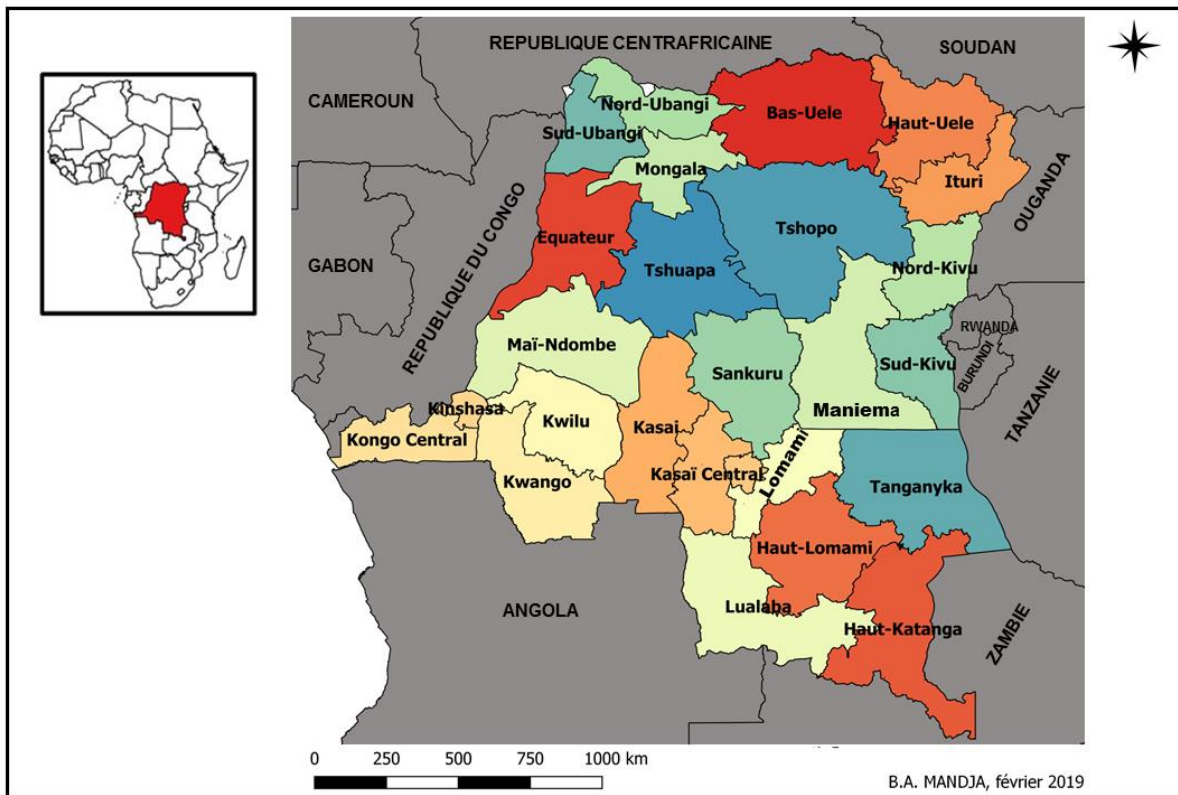 REPUBLIQUE CENTRAFRICAINE
SOUDAN
CAMEROUN
Nord-Ubangi
Bas-Uele
Haut-Uele
Sud-Ubangi
Mongala
Ituri
OUGANDA
REPUBLIQUE DU CONGO
Equateur
Tshopo
GABON
Tshuapa
Nord-Kivu
RWANDA
Maï-Ndombe
Sankuru
Sud-Kivu
BURUNDI
TANZANIE
Kinshasa
Maniema
Kongo Central
Kwilu
Kasai
Lomami
Kwango
Kasaï Central
Tanganyka
Haut-Lomami
ANGOLA
Lualaba
Haut-Katanga
ZAMBIE
0 250 500 750 1000 km
B.A. MANDJA, février 2019